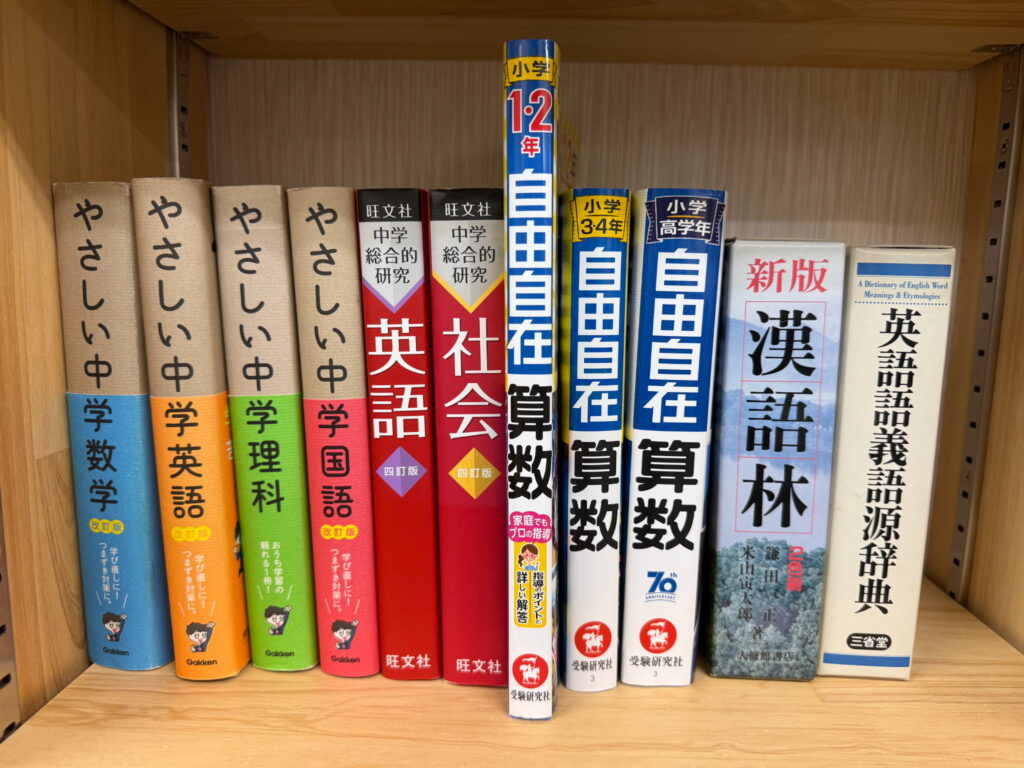 やさしい中学数学
改訂版
学び直しに!
つまずき対策に。
Gakken
やさしい中学英語
改訂版
学び直しに!
つまずき対策に。
Gakken
やさしい中学理科
おうち学習の
頼れる1冊!
Gakken
やさしい中学国語
改訂版
学び直しに!
つまずき対策に。
Gakken
旺文社
中学
総合的
研究
英語
四訂版
旺文社
旺文社
中学
総合的
研究
社会
四訂版
旺文社
小学
1・2年
自由自在
算数
家庭でも
プロの指導
指導のポイントと
詳しい解答
受験研究社
小学
3・4年
自由自在
算数
受験研究社
3
小学
高学年
自由自在
算数
70th
ANNIVERSARY
受験研究社
3
新版
漢語林
鎌田 正
米山寅太郎 著
大修館書店
A Dictionary of English Word
Meanings & Etymologies
英語語義語源辞典
三省堂